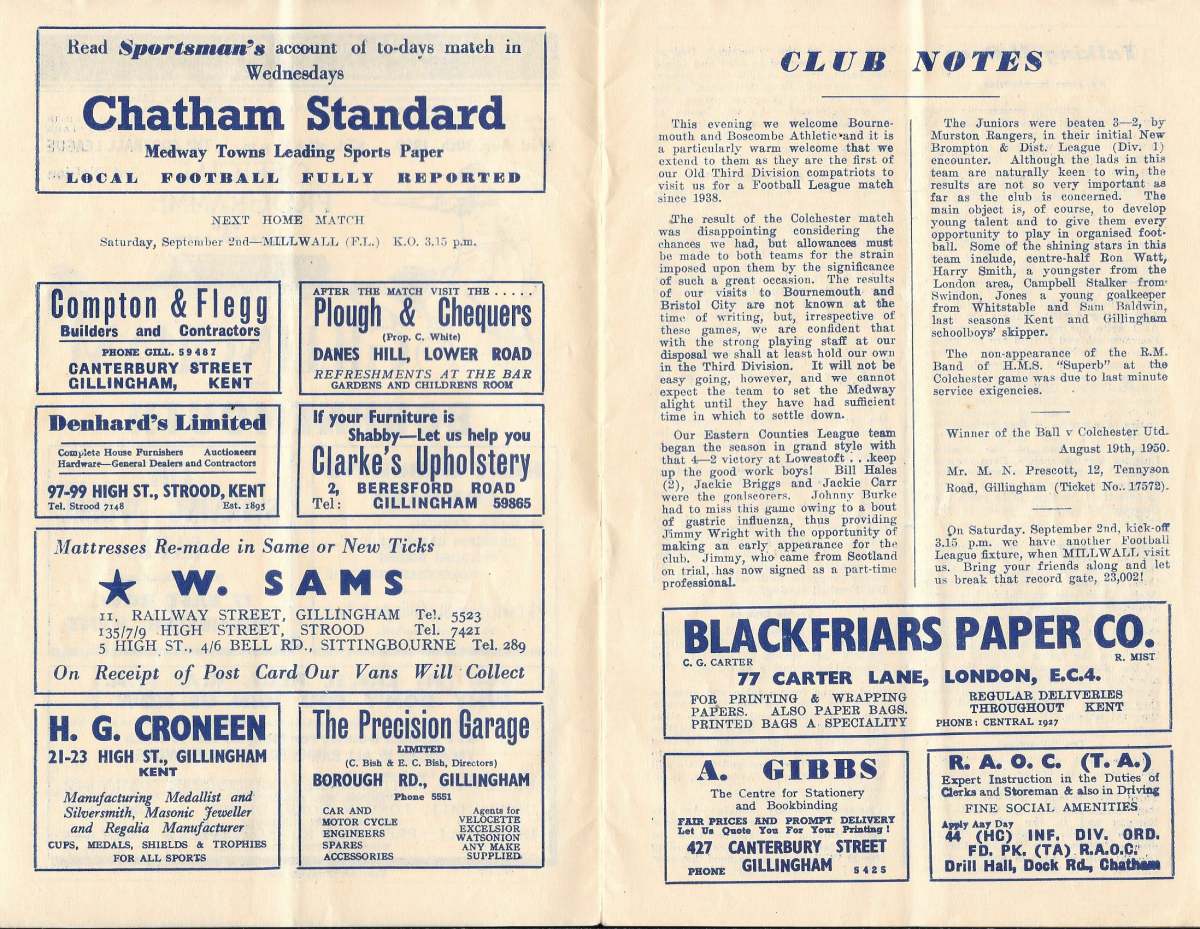 Read Sportsman's account of to-days match in
Wednesdays
Chatham Standard
Medway Towns Leading Sports Paper
LOCAL FOOTBALL FULLY REPORTED
NEXT HOME MATCH
Saturday, September 2nd—MILLWALL (F.L.) K.O. 3.15 p.m.
Compton & Flegg
Builders and Contractors
PHONE GILL. 59487
CANTERBURY STREET
GILLINGHAM, KENT
AFTER THE MATCH VISIT THE .....
Plough & Chequers
(Prop. C. White)
DANES HILL, LOWER ROAD
REFRESHMENTS AT THE BAR
GARDENS AND CHILDRENS ROOM
Denhard's Limited
Complete House Furnishers Auctioneers
Hardware—General Dealers and Contractors
97-99 HIGH ST., STROOD, KENT
Tel. Strood 7148 Est. 1895
If your Furniture is
Shabby—Let us help you
Clarke's Upholstery
2, BERESFORD ROAD
Tel: GILLINGHAM 59865
Mattresses Re-made in Same or New Ticks
★ W. SAMS
11, RAILWAY STREET, GILLINGHAM Tel. 5523
135/7/9 HIGH STREET, STROOD Tel. 7421
5 HIGH ST., 4/6 BELL RD., SITTINGBOURNE Tel. 289
On Receipt of Post Card Our Vans Will Collect
H. G. CRONEEN
21-23 HIGH ST., GILLINGHAM
KENT
Manufacturing Medallist and
Silversmith, Masonic Jeweller
and Regalia Manufacturer
CUPS, MEDALS, SHIELDS & TROPHIES
FOR ALL SPORTS
The Precision Garage
LIMITED
(C. Bish & E. C. Bish, Directors)
BOROUGH RD., GILLINGHAM
Phone 5551
CAR AND
MOTOR CYCLE
ENGINEERS
SPARES
ACCESSORIES
Agents for
VELOCETTE
EXCELSIOR
WATSONION
ANY MAKE
SUPPLIED
CLUB NOTES
This evening we welcome Bourne-
mouth and Boscombe Athletic and it is
a particularly warm welcome that we
extend to them as they are the first of
our Old Third Division compatriots to
visit us for a Football League match
since 1938.
The result of the Colchester match
was disappointing considering the
chances we had, but allowances must
be made to both teams for the strain
imposed upon them by the significance
of such a great occasion. The results
of our visits to Bournemouth and
Bristol City are not known at the
time of writing, but, irrespective of
these games, we are confident that
with the strong playing staff at our
disposal we shall at least hold our own
in the Third Division. It will not be
easy going, however, and we cannot
expect the team to set the Medway
alight until they have had sufficient
time in which to settle down.
Our Eastern Counties League team
began the season in grand style with
that 4—2 victory at Lowestoft . . .keep
up the good work boys! Bill Hales
(2), Jackie Briggs and Jackie Carr
were the goalscorers. Johnny Burke
had to miss this game owing to a bout
of gastric influenza, thus providing
Jimmy Wright with the opportunity of
making an early appearance for the
club. Jimmy, who came from Scotland
on trial, has now signed as a part-time
professional.
The Juniors were beaten 3—2, by
Murston Rangers, in their initial New
Brompton & Dist. League (Div. 1)
encounter. Although the lads in this
team are naturally keen to win, the
results are not so very important as
far as the club is concerned. The
main object is, of course, to develop
young talent and to give them every
opportunity to play in organised foot-
ball. Some of the shining stars in this
team include, centre-half Ron Watt,
Harry Smith, a youngster from the
London area, Campbell Stalker from
Swindon, Jones a young goalkeeper
from Whitstable and Sam Baldwin,
last seasons Kent and Gillingham
schoolboys' skipper.
The non-appearance of the R.M.
Band of H.M.S. "Superb" at the
Colchester game was due to last minute
service exigencies.
Winner of the Ball v Colchester Utd.
August 19th, 1950.
Mr. M. N. Prescott, 12, Tennyson
Road, Gillingham (Ticket No. 17572).
On Saturday. September 2nd, kick-off
3.15 p.m. we have another Football
League fixture, when MILLWALL visit
us. Bring your friends along and let
us break that record gate, 23,002!
BLACKFRIARS PAPER CO.
C. G. CARTER R. MIST
77 CARTER LANE, LONDON, E.C.4.
FOR PRINTING & WRAPPING
PAPERS. ALSO PAPER BAGS.
PRINTED BAGS A SPECIALITY
REGULAR DELIVERIES
THROUGHOUT KENT
PHONE: CENTRAL 1927
A. GIBBS
The Centre for Stationery
and Bookbinding
FAIR PRICES AND PROMPT DELIVERY
Let Us Quote You For Your Printing!
427 CANTERBURY STREET
PHONE GILLINGHAM 5425
R. A. O. C. (T. A.)
Expert Instruction in the Duties of
Clerks and Storeman & also in Driving
FINE SOCIAL AMENITIES
Apply Any Day
44 (HC) INF. DIV. ORD.
FD. PK. (TA) R.A.O.C.
Drill Hall, Dock Rd., Chatham